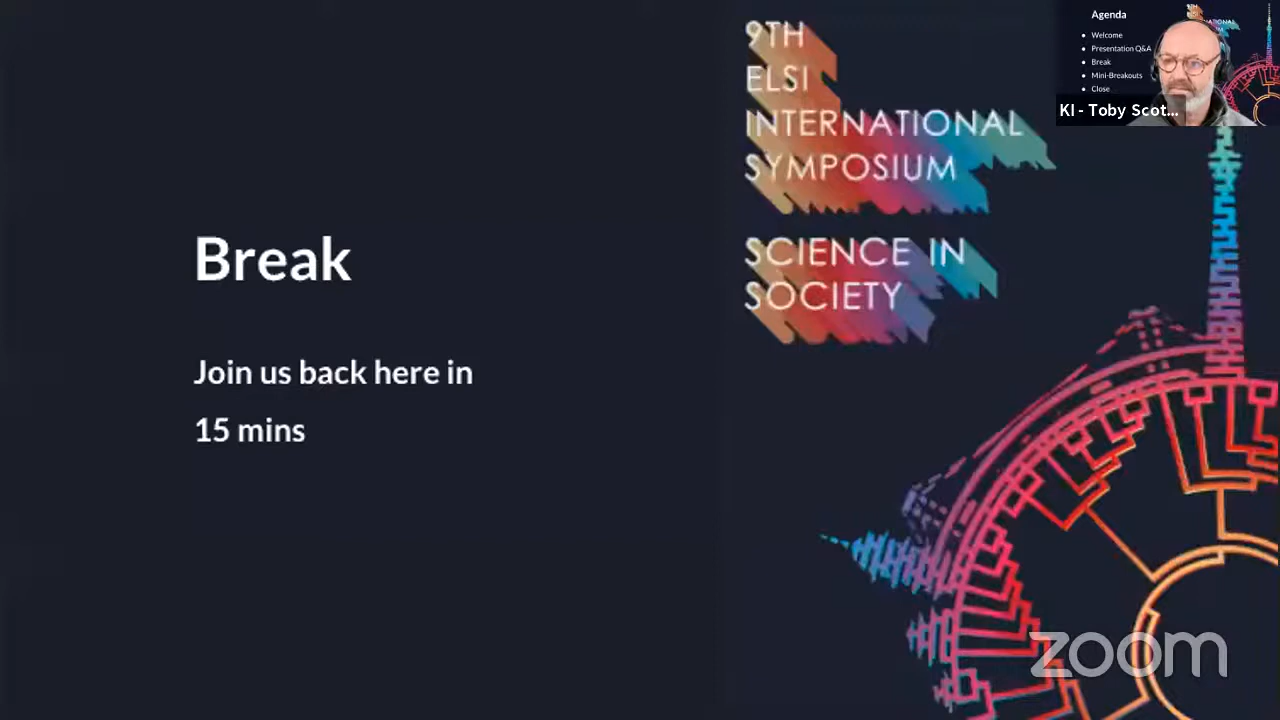 Break
Join us back here in
15 mins
9TH
ELSI
INTERNATIONAL
SYMPOSIUM
SCIENCE IN
SOCIETY
Agenda
• Welcome
• Presentation Q&A
• Break
• Mini-Breakouts
• Close
KI - Toby Scot...
zoom